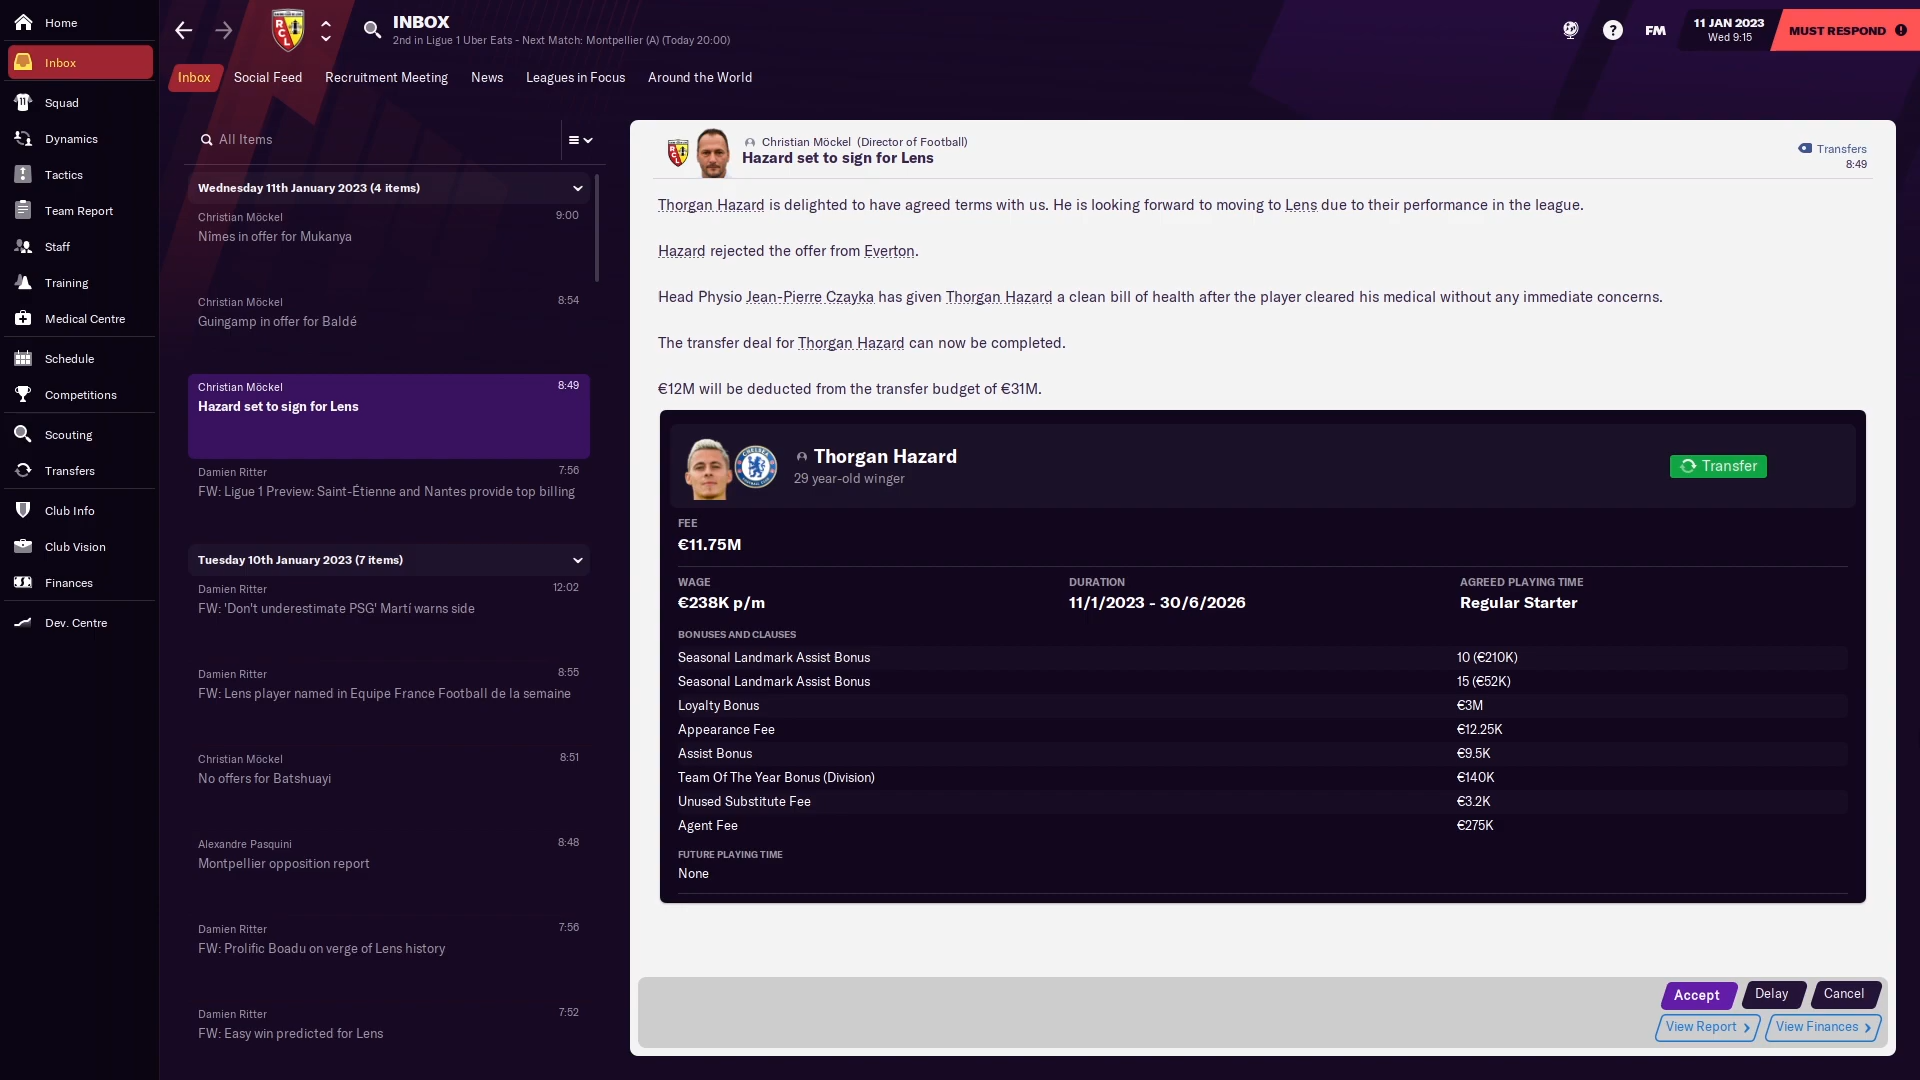 Home
Inbox
Squad
Dynamics
Tactics
Team Report
Staff
Training
Medical Centre
Schedule
Competitions
Scouting
Transfers
Club Info
Club Vision
Finances
Dev. Centre
INBOX
2nd in Ligue 1 Uber Eats - Next Match: Montpellier (A) (Today 20:00)
FM
11 JAN 2023
Wed 9:15
MUST RESPOND
Inbox Social Feed Recruitment Meeting News Leagues in Focus Around the World
All Items
Wednesday 11th January 2023 (4 items)
Christian Möckel 9:00
Nîmes in offer for Mukanya
Christian Möckel 8:54
Guingamp in offer for Baldé
Christian Möckel 8:49
Hazard set to sign for Lens
Damien Ritter 7:56
FW: Ligue 1 Preview: Saint-Étienne and Nantes provide top billing
Tuesday 10th January 2023 (7 items)
Damien Ritter 12:02
FW: 'Don't underestimate PSG' Martí warns side
Damien Ritter 8:55
FW: Lens player named in Equipe France Football de la semaine
Christian Möckel 8:51
No offers for Batshuayi
Alexandre Pasquini 8:48
Montpellier opposition report
Damien Ritter 7:56
FW: Prolific Boadu on verge of Lens history
Damien Ritter 7:52
FW: Easy win predicted for Lens
Christian Möckel (Director of Football)
Hazard set to sign for Lens
Transfers
8:49
Thorgan Hazard is delighted to have agreed terms with us. He is looking forward to moving to Lens due to their performance in the league.
Hazard rejected the offer from Everton.
Head Physio Jean-Pierre Czayka has given Thorgan Hazard a clean bill of health after the player cleared his medical without any immediate concerns.
The transfer deal for Thorgan Hazard can now be completed.
€12M will be deducted from the transfer budget of €31M.
Thorgan Hazard
29 year-old winger
Transfer
FEE
€11.75M
WAGE DURATION AGREED PLAYING TIME
€238K p/m 11/1/2023 - 30/6/2026 Regular Starter
BONUSES AND CLAUSES
Seasonal Landmark Assist Bonus 10 (€210K)
Seasonal Landmark Assist Bonus 15 (€52K)
Loyalty Bonus €3M
Appearance Fee €12.25K
Assist Bonus €9.5K
Team Of The Year Bonus (Division) €140K
Unused Substitute Fee €3.2K
Agent Fee €275K
FUTURE PLAYING TIME
None
Accept Delay Cancel
View Report View Finances